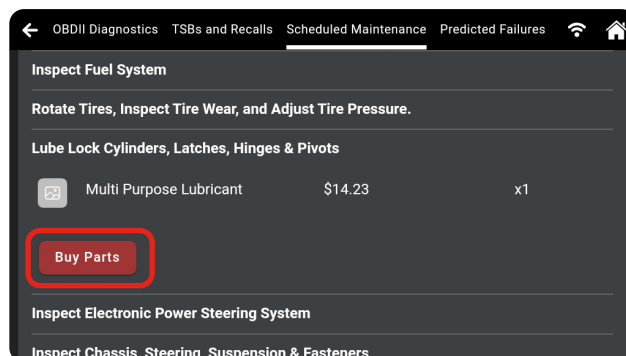 OBDII Diagnostics TSBs and Recalls Scheduled Maintenance Predicted Failures
Inspect Fuel System
Rotate Tires, Inspect Tire Wear, and Adjust Tire Pressure.
Lube Lock Cylinders, Latches, Hinges & Pivots
Multi Purpose Lubricant $14.23 x1
Buy Parts
Inspect Electronic Power Steering System
Inspect Chassis, Steering, Suspension & Fasteners